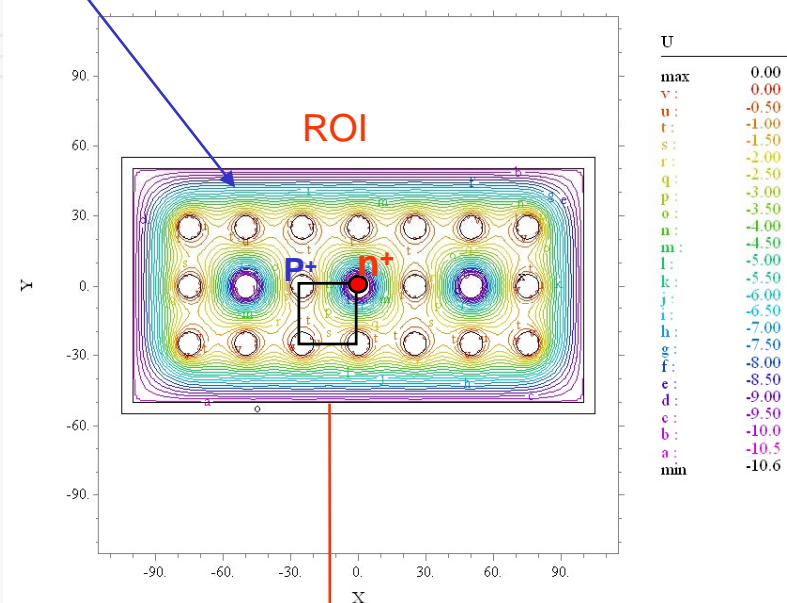 ROI
P+
n+
90.
60.
30.
0.
-30.
-60.
-90.
Y
-90. -60. -30. 0. 30. 60. 90.
X
o
x
U
max 0.00
v : 0.00
u : -0.50
t : -1.00
s : -1.50
r : -2.00
q : -2.50
p : -3.00
o : -3.50
n : -4.00
m : -4.50
l : -5.00
k : -5.50
j : -6.00
i : -6.50
h : -7.00
g : -7.50
f : -8.00
e : -8.50
d : -9.00
c : -9.50
b : -10.0
a : -10.5
min -10.6